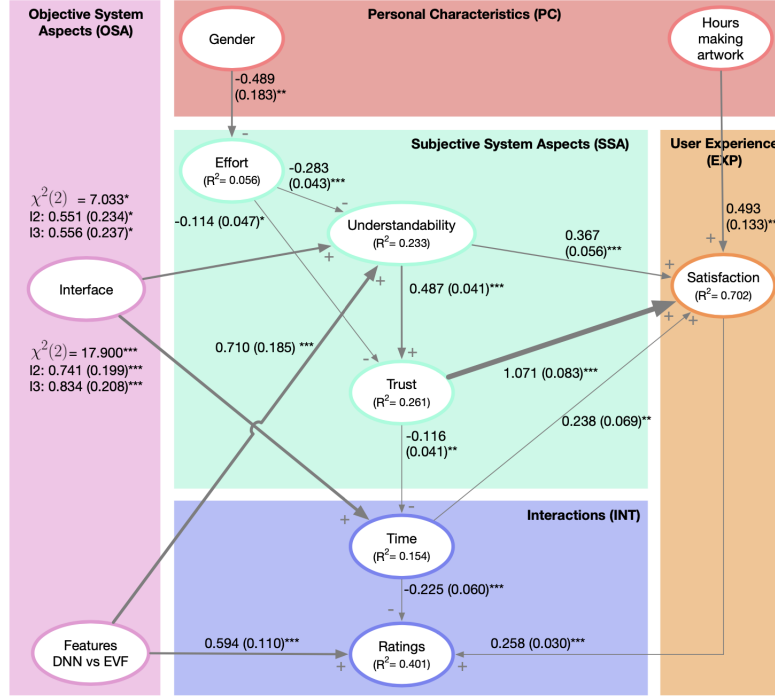 Objective System
Aspects (OSA)
Personal Characteristics (PC)
Gender
Hours
making
artwork
-0.489
(0.183)**
-
Subjective System Aspects (SSA)
User Experience
(EXP)
Effort
(R²= 0.056)
-0.283
(0.043)***
-
-0.114 (0.047)*
χ²(2) = 7.033*
I2: 0.551 (0.234)*
I3: 0.556 (0.237)*
Understandability
(R²= 0.233)
+
+
0.367
(0.056)***
0.493
(0.133)**
+
+
Interface
Satisfaction
(R²= 0.702)
+
+
0.487 (0.041)***
0.710 (0.185) ***
χ²(2)= 17.900***
I2: 0.741 (0.199)***
I3: 0.834 (0.208)***
-
+
Trust
(R²= 0.261)
1.071 (0.083)***
0.238 (0.069)**
-0.116
(0.041)**
-
+
Interactions (INT)
Time
(R²= 0.154)
-0.225 (0.060)***
-
Features
DNN vs EVF
0.594 (0.110)***
+
Ratings
(R²= 0.401)
0.258 (0.030)***
+